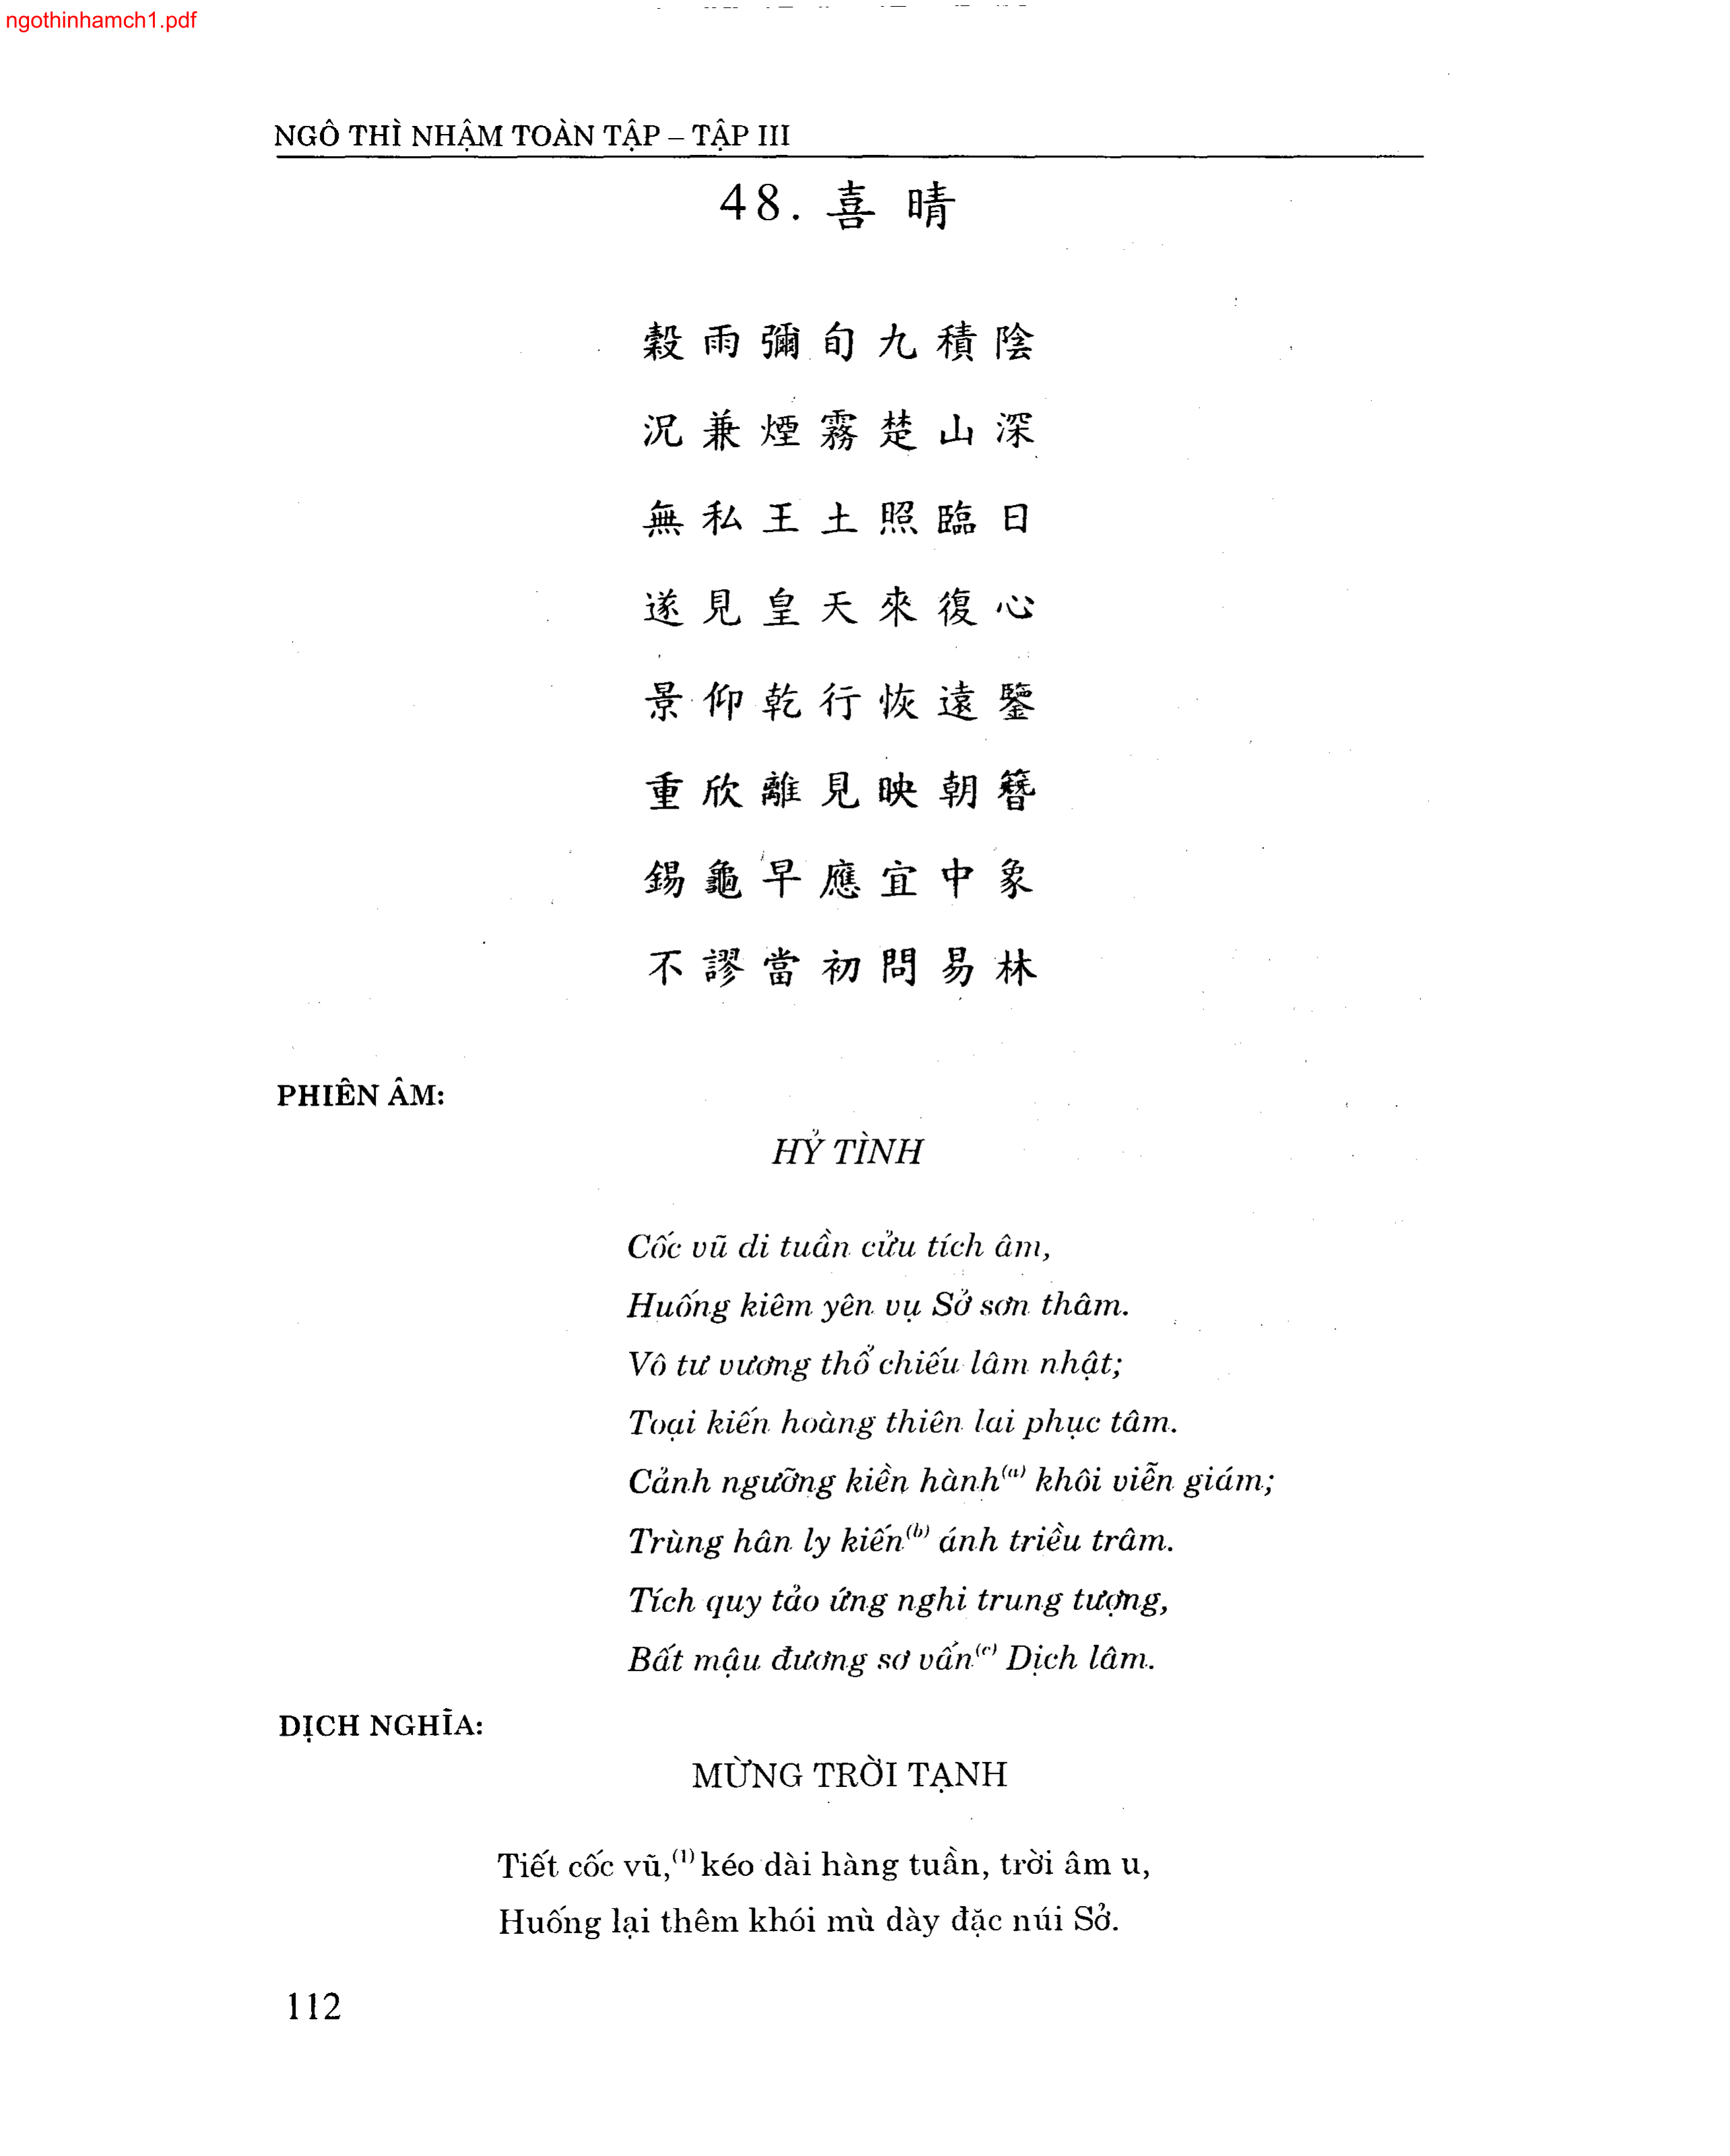 ngothinhamch1.pdf
NGÔ THÌ NHẬM TOÀN TẬP – TẬP III
48. 喜晴
穀雨彌旬九積陰
況兼煙霧楚山深
無私王土照臨日
遂見皇天來復心
景仰乾行恢遠鑒
重欣離見映朝簪
錫龜早應宜中象
不謬當初問易林
PHIÊN ÂM:
HỶ TÌNH
Cốc vũ di tuần cửu tích âm,
Huống kiêm yên vụ Sở sơn thâm.
Vô tư vương thổ chiếu lâm nhật;
Toại kiến hoàng thiên lai phục tâm.
Cảnh ngưỡng kiền hành(a) khôi viễn giám;
Trùng hân ly kiến(b) ánh triều trâm.
Tích quy tảo ứng nghi trung tượng,
Bất mậu đương sơ vấn(c) Dịch lâm.
DỊCH NGHĨA:
MỪNG TRỜI TẠNH
Tiết cốc vũ,(1) kéo dài hàng tuần, trời âm u,
Huống lại thêm khói mù dày đặc núi Sở.
112